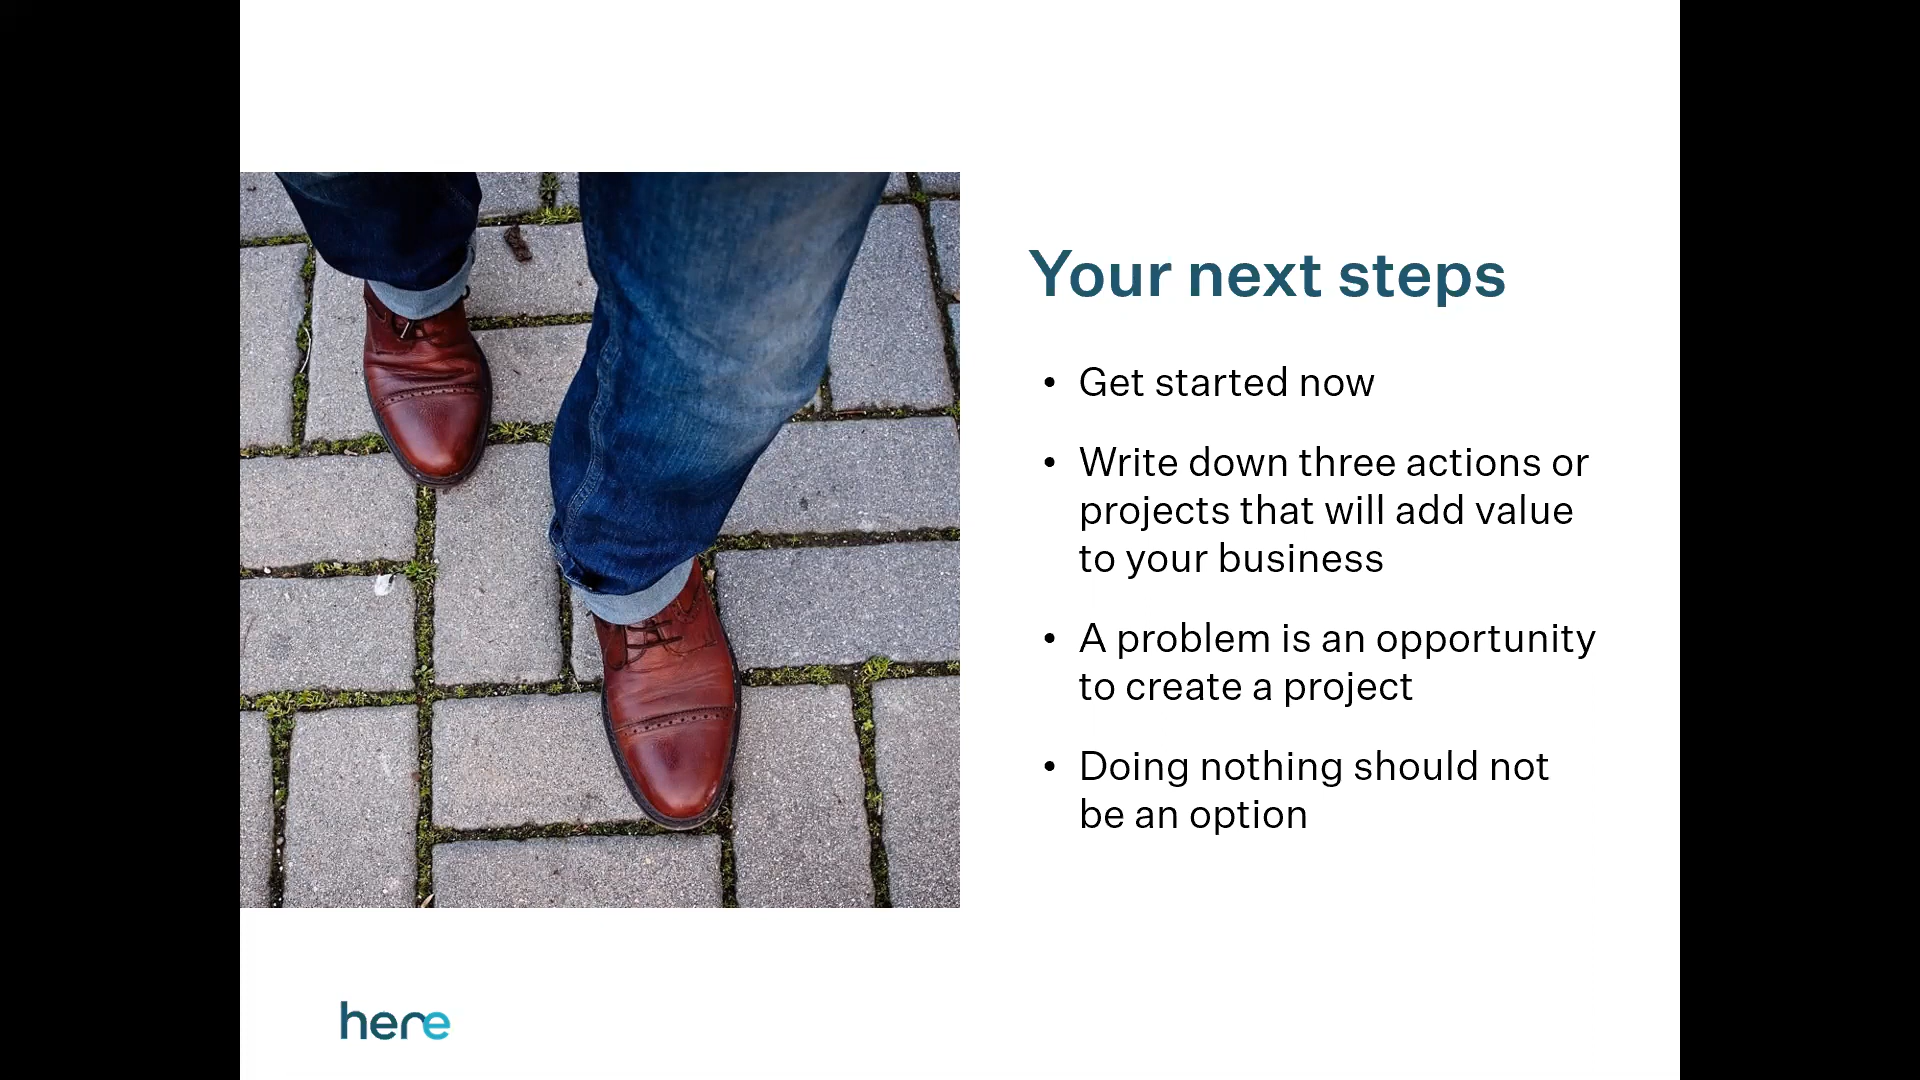 Your next steps
• Get started now
• Write down three actions or
projects that will add value
to your business
• A problem is an opportunity
to create a project
• Doing nothing should not
be an option
here